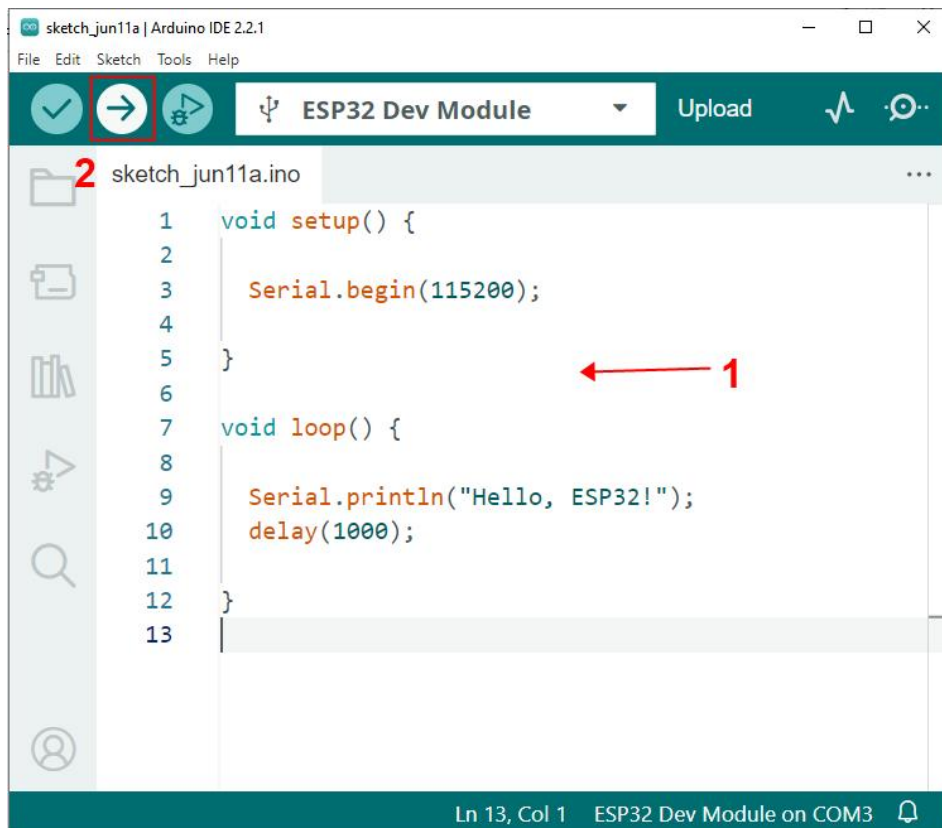 sketch_jun11a | Arduino IDE 2.2.1
File Edit Sketch Tools Help
ESP32 Dev Module Upload
2 sketch_jun11a.ino
1 void setup() {
2
3 Serial.begin(115200);
4
5 }
1
6
7 void loop() {
8
9 Serial.println("Hello, ESP32!");
10 delay(1000);
11
12 }
13
Ln 13, Col 1 ESP32 Dev Module on COM3